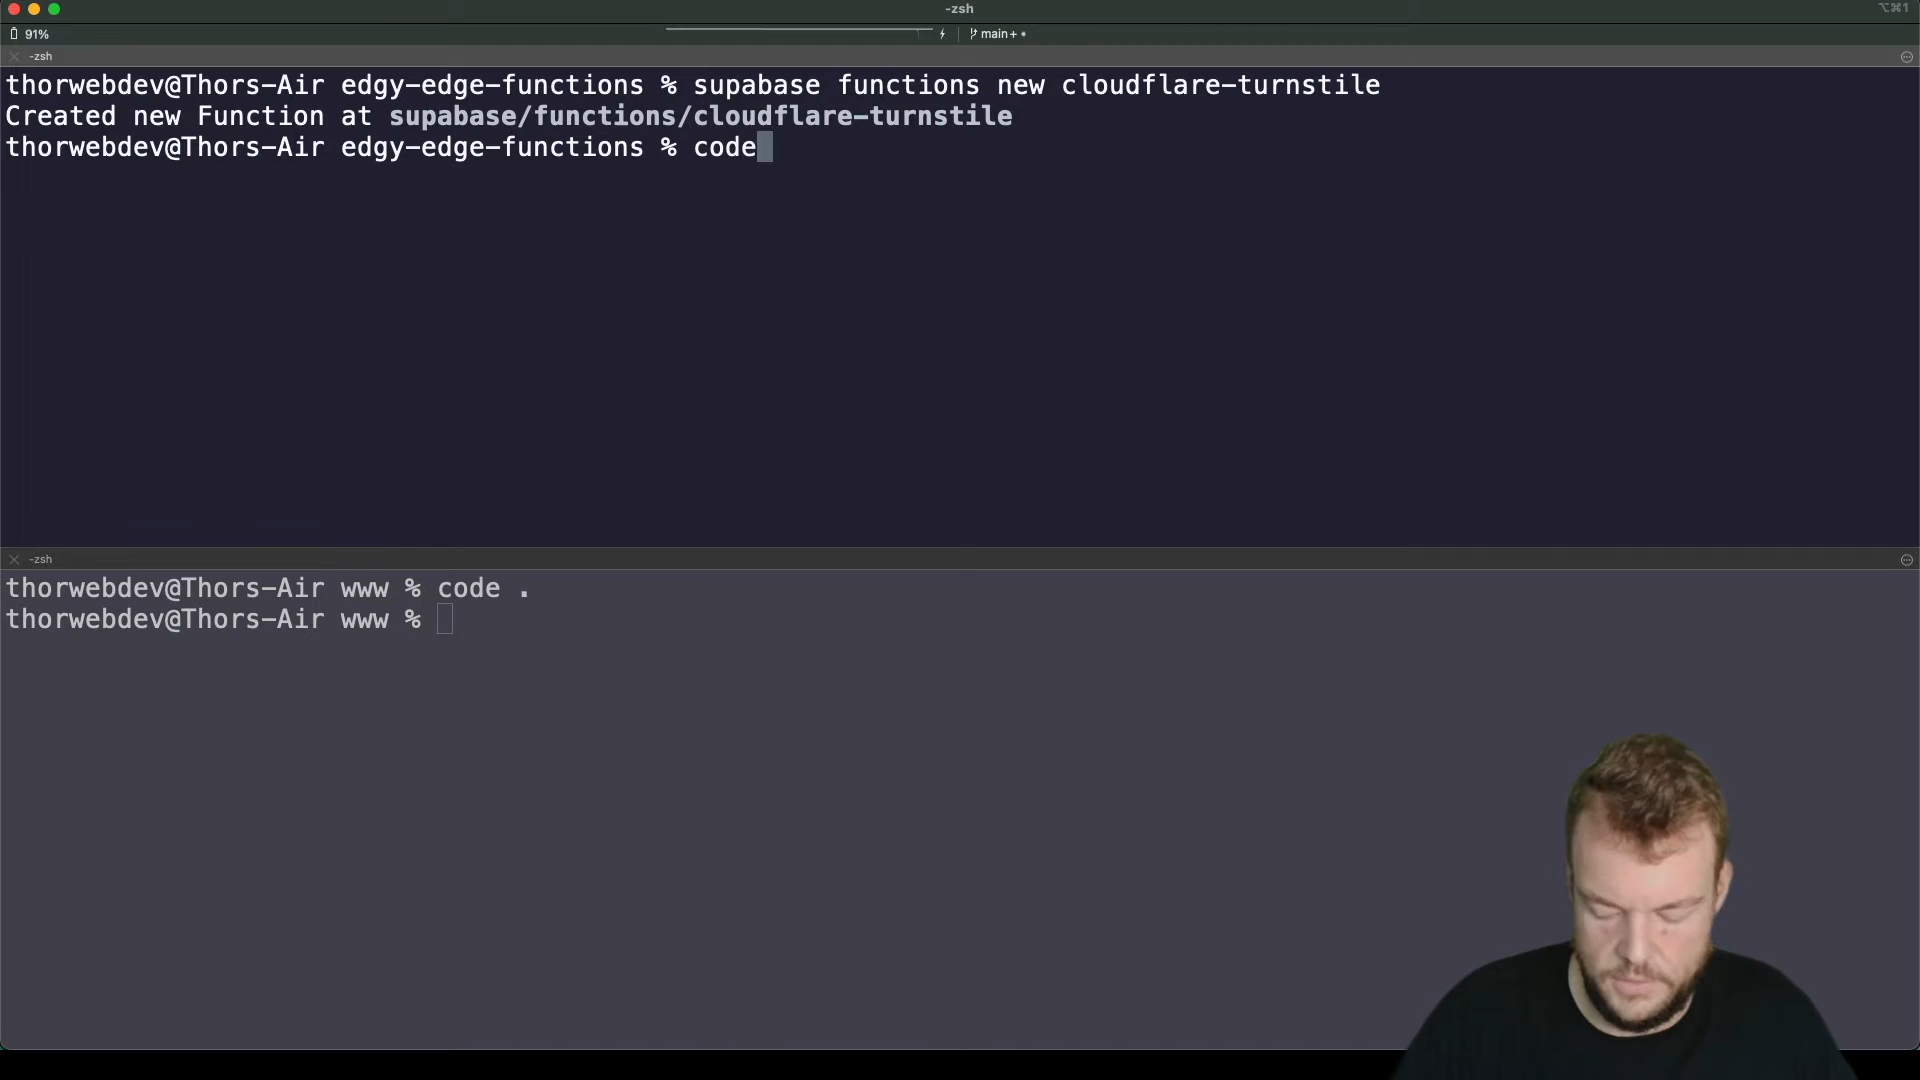 -zsh
⌥⌘1
91%
main+ •
-zsh
thorwebdev@Thors-Air edgy-edge-functions % supabase functions new cloudflare-turnstile
Created new Function at supabase/functions/cloudflare-turnstile
thorwebdev@Thors-Air edgy-edge-functions % code
-zsh
thorwebdev@Thors-Air www % code .
thorwebdev@Thors-Air www %